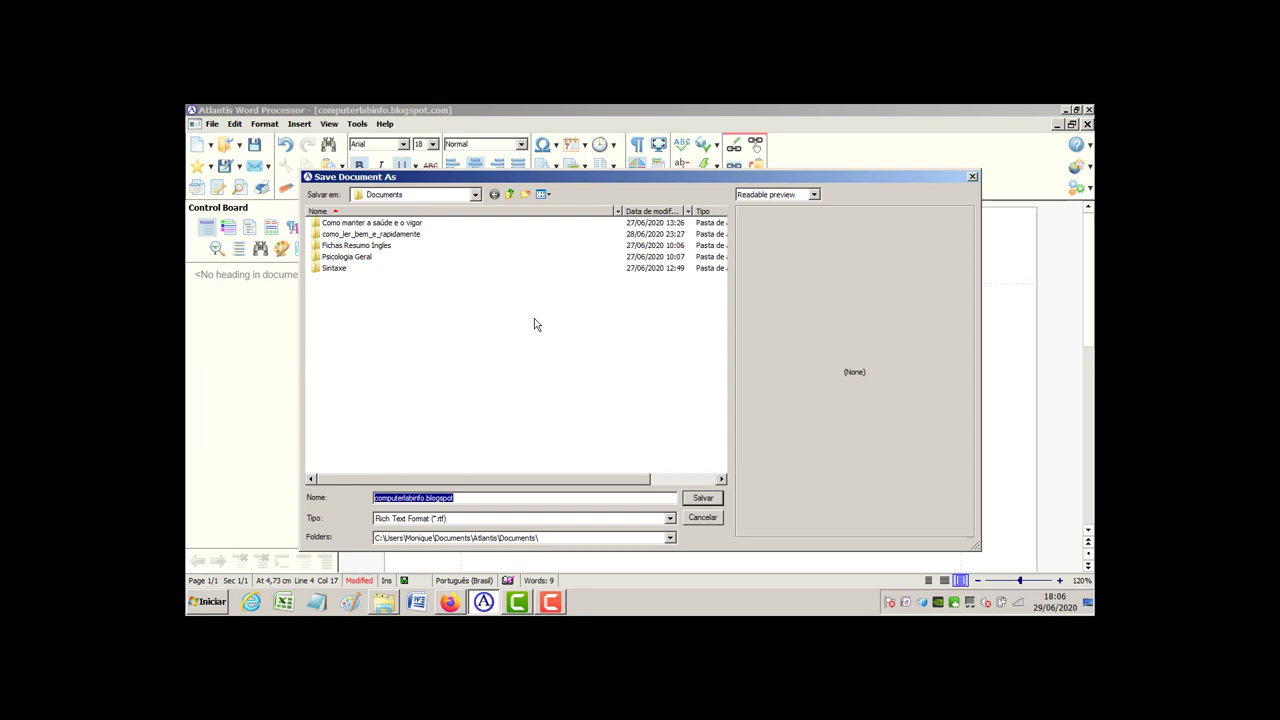 Atlantis Word Processor - [computerlabinfo.blogspot.com]
File Edit Format Insert View Tools Help
Arial 18 Normal
Save Document As
Salvar em: Documents Readable preview
Control Board
Nome Data de modif... Tipo
Como manter a saúde e o vigor 27/06/2020 13:26 Pasta de
como_ler_bem_e_rapidamente 28/06/2020 23:27 Pasta de
Fichas Resumo Ingles 27/06/2020 10:06 Pasta de
Psicologia Geral 27/06/2020 10:07 Pasta de
Sintaxe 27/06/2020 12:49 Pasta de
<No heading in docume
(None)
Nome: computerlabinfo.blogspot Salvar
Tipo: Rich Text Format (*.rtf) Cancelar
Folders: C:\Users\Monique\Documents\Atlantis\Documents\
Page 1/1 Sec 1/1 At 4,73 cm Line 4 Col 17 Modified Ins Português (Brasil) Words: 9 120%
Iniciar 18:06
29/06/2020